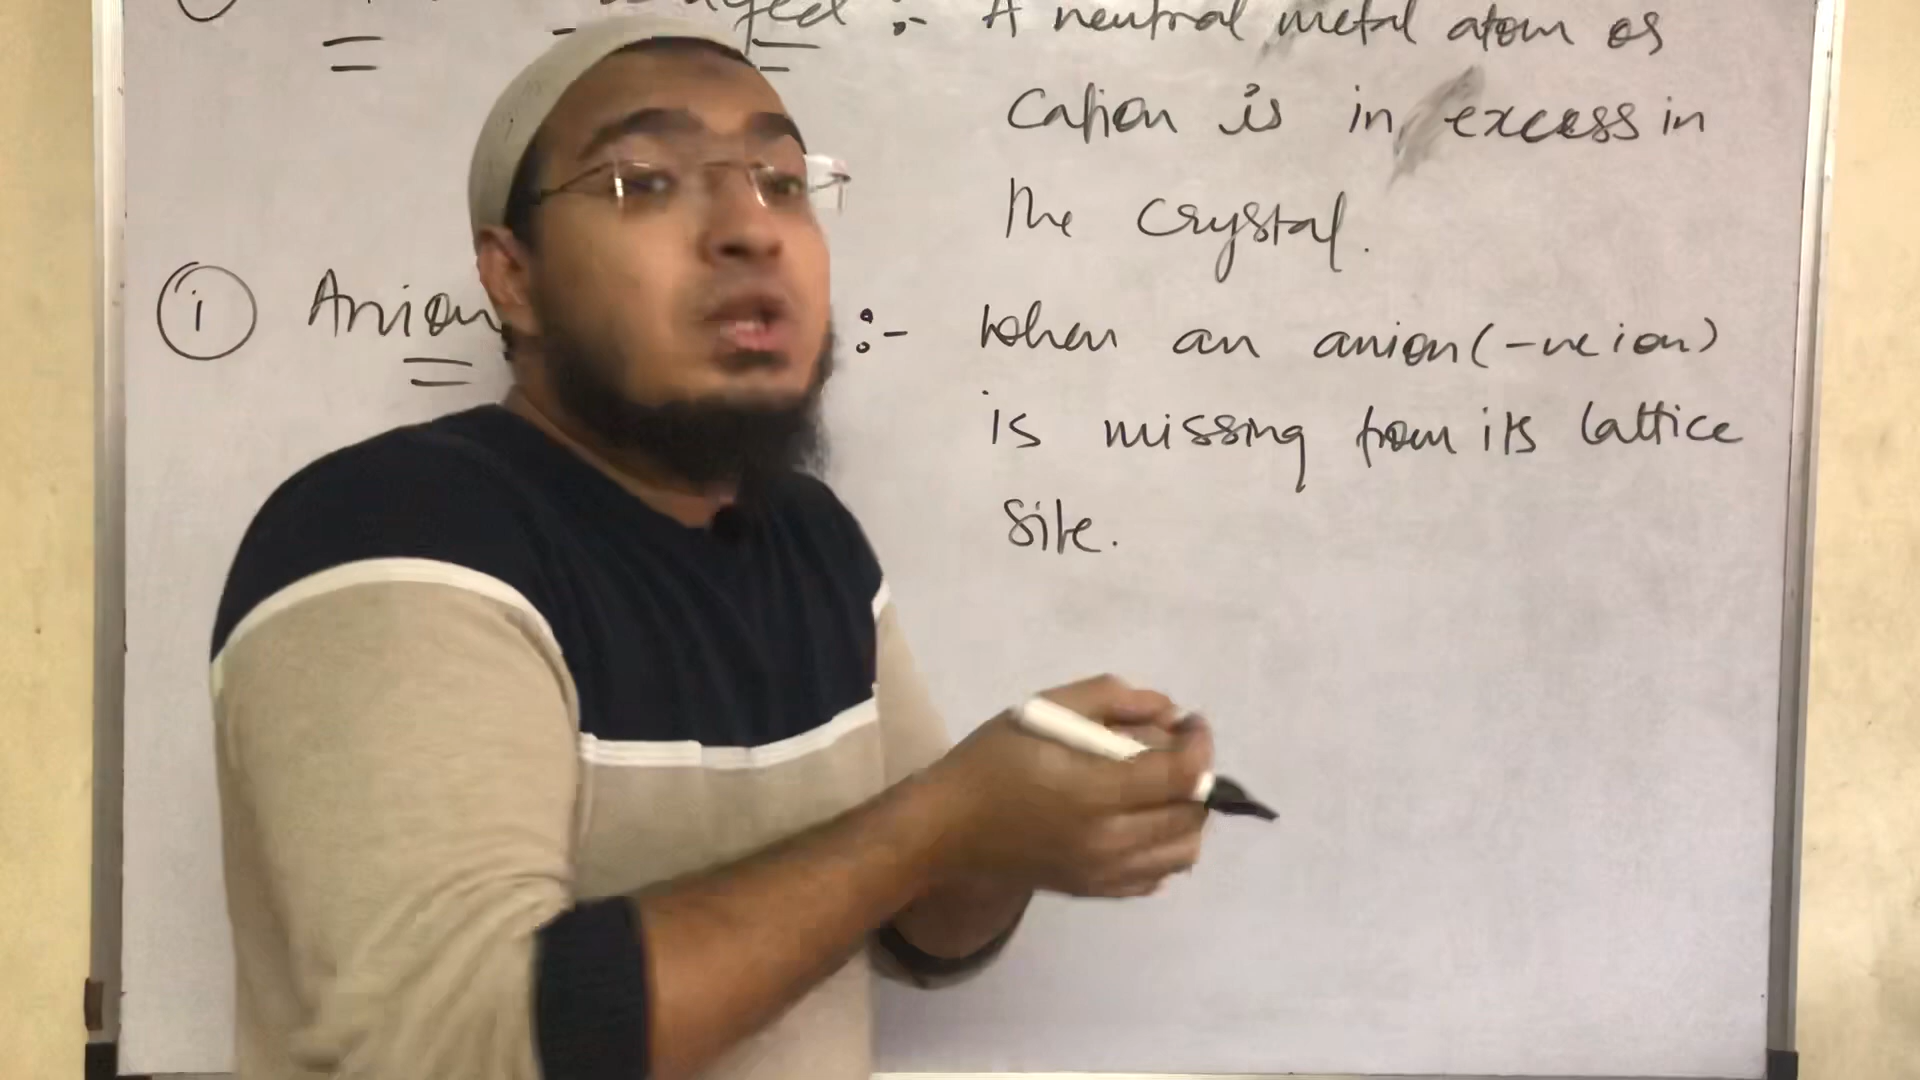 :- A neutral metal atom or
Cation is in excess in
the crystal.
i Anion :- When an anion (-ve ion)
is missing from its lattice
site.